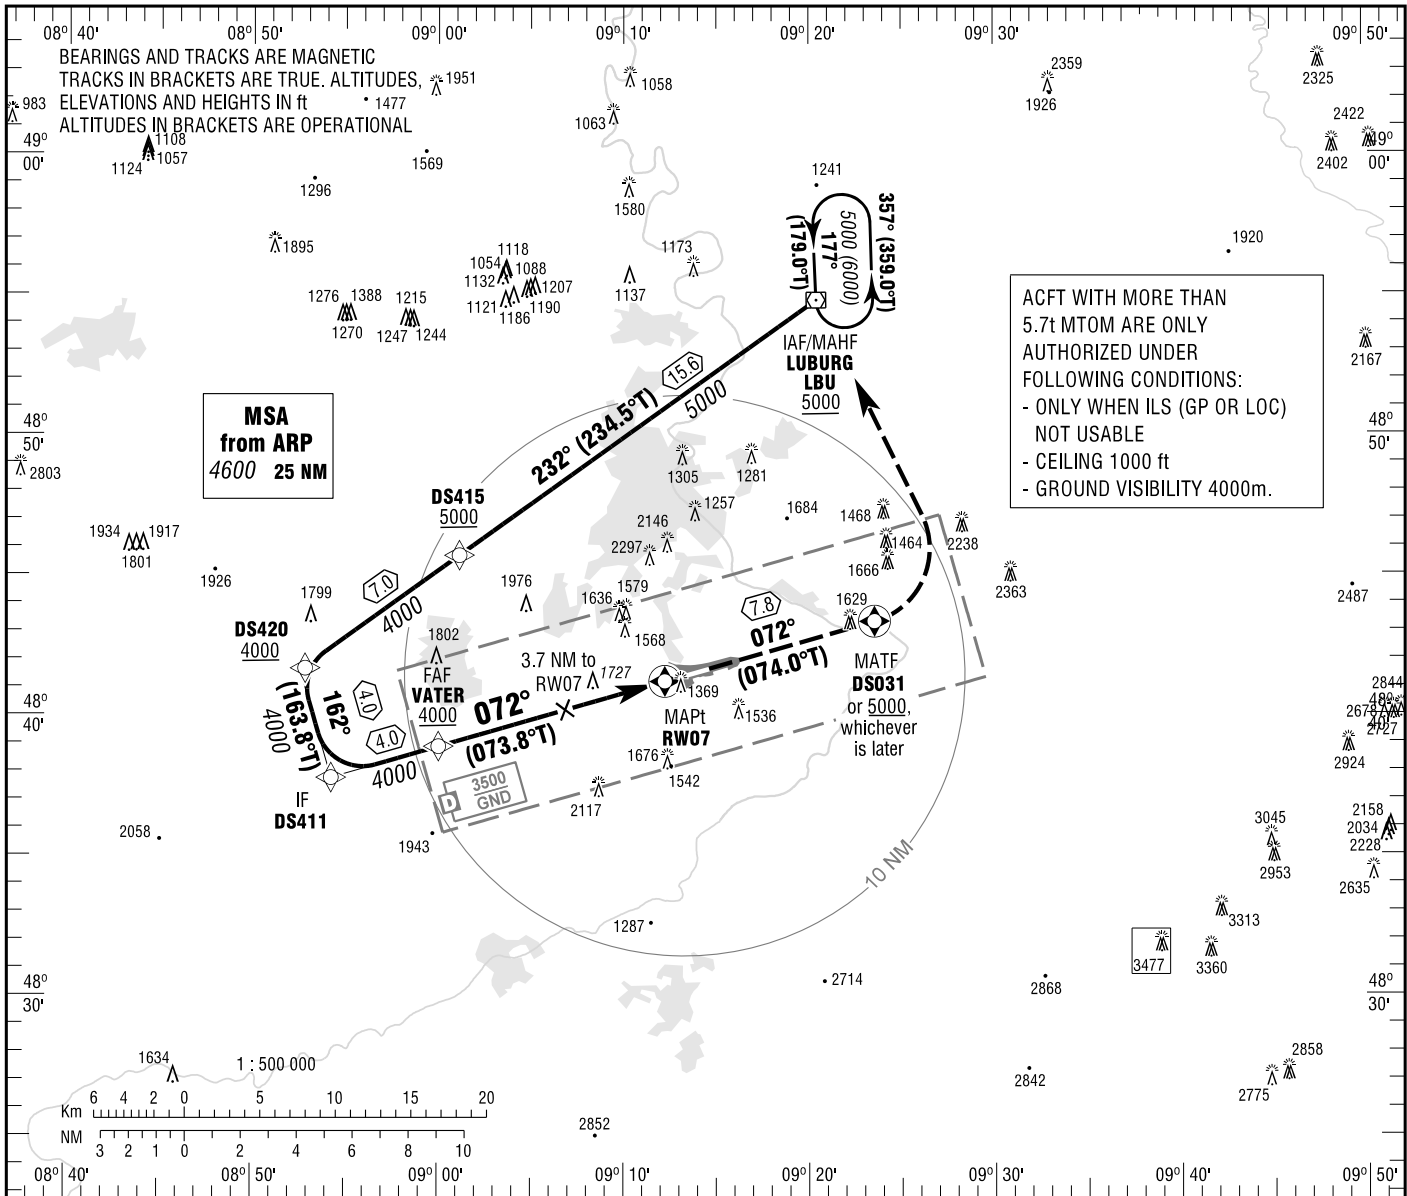 08° 40'
08° 50'
09° 00'
09° 10'
09° 20'
09° 30'
09° 40'
09° 50'
BEARINGS AND TRACKS ARE MAGNETIC
TRACKS IN BRACKETS ARE TRUE. ALTITUDES,
ELEVATIONS AND HEIGHTS IN ft
ALTITUDES IN BRACKETS ARE OPERATIONAL
983
1477
1951
1058
1063
2359
1926
2325
2422
2402
49°
00'
49°
00'
1108
1057
1124
1569
1296
1580
1241
1895
1173
1920
1118
1054
1132
1088
1207
1121
1190
1186
1137
1276
1388
1270
1215
1247
1244
357° (359.0°T)
5000 (6000)
177°
(179.0°T)
IAF/MAHF
LUBURG
LBU
5000
ACFT WITH MORE THAN
5.7t MTOM ARE ONLY
AUTHORIZED UNDER
FOLLOWING CONDITIONS:
- ONLY WHEN ILS (GP OR LOC)
NOT USABLE
- CEILING 1000 ft
- GROUND VISIBILITY 4000m.
2167
MSA
from ARP
4600 25 NM
15.6
5000
232° (234.5°T)
48°
50'
48°
50'
2803
1305
1281
DS415
5000
1257
1684
1468
1464
2238
2146
2297
1666
2363
1934
1917
1801
1926
1799
7.0
4000
1976
1579
1636
1568
1629
2487
DS420
4000
1802
FAF
VATER
4000
3.7 NM to
RW07
1727
7.8
072°
(074.0°T)
MATF
DS031
or 5000,
whichever
is later
162°
(163.8°T)
4000
4.0
4.0
4000
072°
(073.8°T)
1369
MAPt
RW07
1536
1676
1542
48°
40'
48°
40'
2844
2678
2727
2924
IF
DS411
D
3500
GND
2117
2058
1943
2158
2034
2228
3045
2953
2635
10 NM
1287
3313
3477
3360
2714
2868
48°
30'
48°
30'
1634
1 : 500 000
2842
2858
2775
Km
6 4 2 0 5 10 15 20
NM
3 2 1 0 2 4 6 8 10
2852
08° 40'
08° 50'
09° 00'
09° 10'
09° 20'
09° 30'
09° 40'
09° 50'